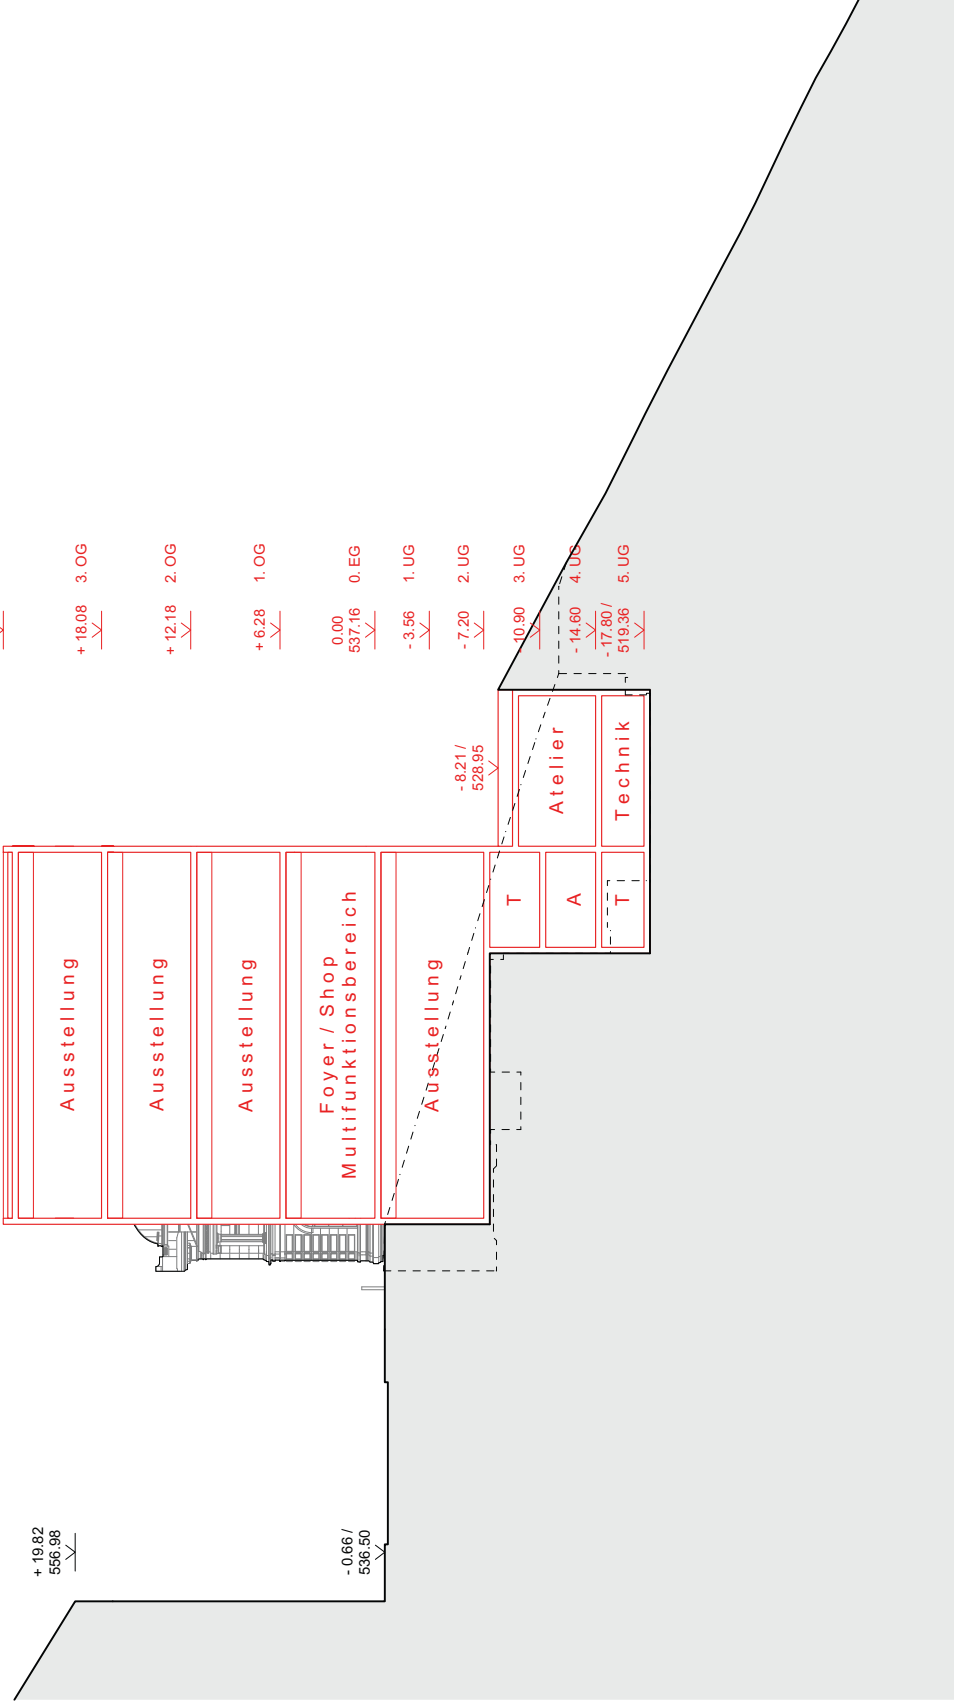 + 19.82
556.98
- 0.66 /
536.50
Ausstellung
Ausstellung
Ausstellung
Foyer / Shop
Multifunktionsbereich
Ausstellung
T
A
T
Atelier
Technik
- 8.21 /
528.95
+ 18.08 3. OG
+ 12.18 2. OG
+ 6.28 1. OG
0.00
537.16 0. EG
- 3.56 1. UG
- 7.20 2. UG
- 10.90 3. UG
- 14.60 4. UG
- 17.80 /
519.36 5. UG